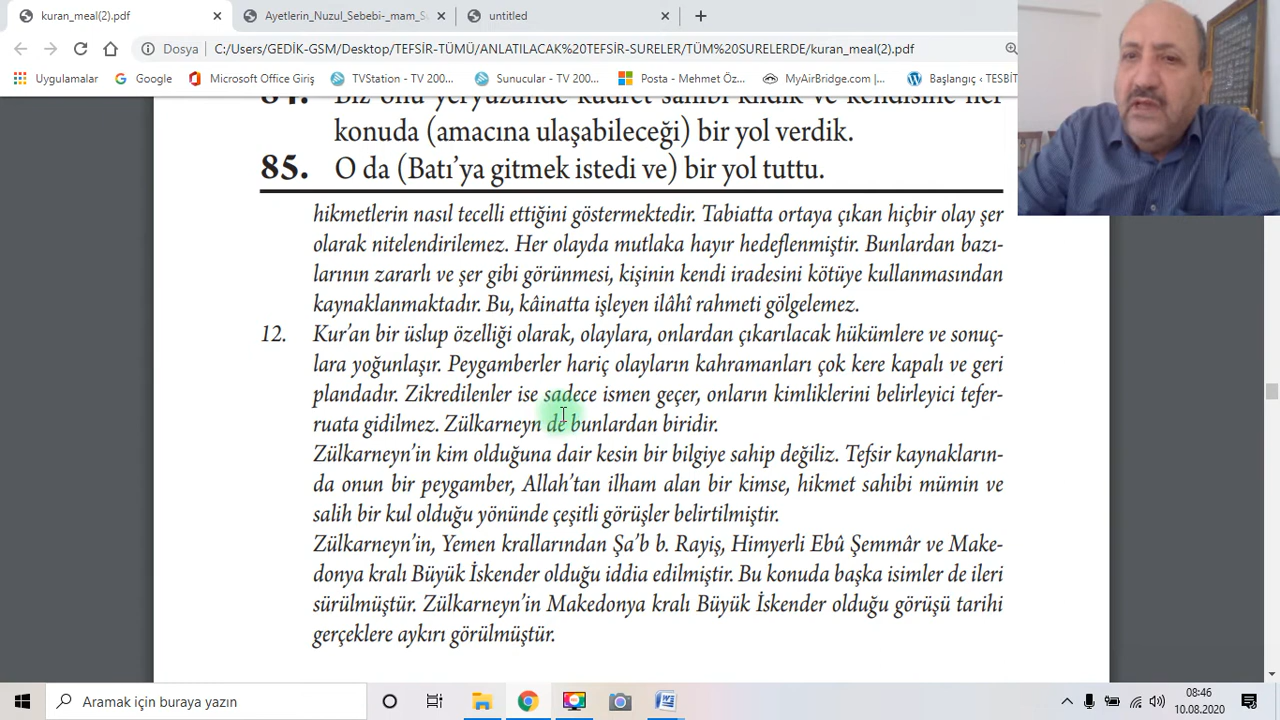 kuran_meal(2).pdf
Ayetlerin_Nuzul_Sebebi-_mam_S
untitled
Dosya
C:/Users/GEDİK-GSM/Desktop/TEFSİR-TÜMÜ/ANLATILACAK%20TEFSİR-SURELER/TÜM%20SURELERDE/kuran_meal(2).pdf
Uygulamalar
Google
Microsoft Office Giriş
TVStation - TV 200...
Sunucular - TV 200...
Posta - Mehmet Öz...
MyAirBridge.com |...
Başlangıç ‹ TESBİT
84. Biz onu yeryüzünde kudret sahibi kıldık ve kendisine her
konuda (amacına ulaşabileceği) bir yol verdik.
85. O da (Batı’ya gitmek istedi ve) bir yol tuttu.
hikmetlerin nasıl tecelli ettiğini göstermektedir. Tabiatta ortaya çıkan hiçbir olay şer
olarak nitelendirilemez. Her olayda mutlaka hayır hedeflenmiştir. Bunlardan bazı-
larının zararlı ve şer gibi görünmesi, kişinin kendi iradesini kötüye kullanmasından
kaynaklanmaktadır. Bu, kâinatta işleyen ilâhî rahmeti gölgelemez.
12. Kur’an bir üslup özelliği olarak, olaylara, onlardan çıkarılacak hükümlere ve sonuç-
lara yoğunlaşır. Peygamberler hariç olayların kahramanları çok kere kapalı ve geri
plandadır. Zikredilenler ise sadece ismen geçer, onların kimliklerini belirleyici tefer-
ruata gidilmez. Zülkarneyn de bunlardan biridir.
Zülkarneyn’in kim olduğuna dair kesin bir bilgiye sahip değiliz. Tefsir kaynakların-
da onun bir peygamber, Allah’tan ilham alan bir kimse, hikmet sahibi mümin ve
salih bir kul olduğu yönünde çeşitli görüşler belirtilmiştir.
Zülkarneyn’in, Yemen krallarından Şa’b b. Rayiş, Himyerli Ebû Şemmâr ve Make-
donya kralı Büyük İskender olduğu iddia edilmiştir. Bu konuda başka isimler de ileri
sürülmüştür. Zülkarneyn’in Makedonya kralı Büyük İskender olduğu görüşü tarihi
gerçeklere aykırı görülmüştür.
Aramak için buraya yazın
08:46
10.08.2020